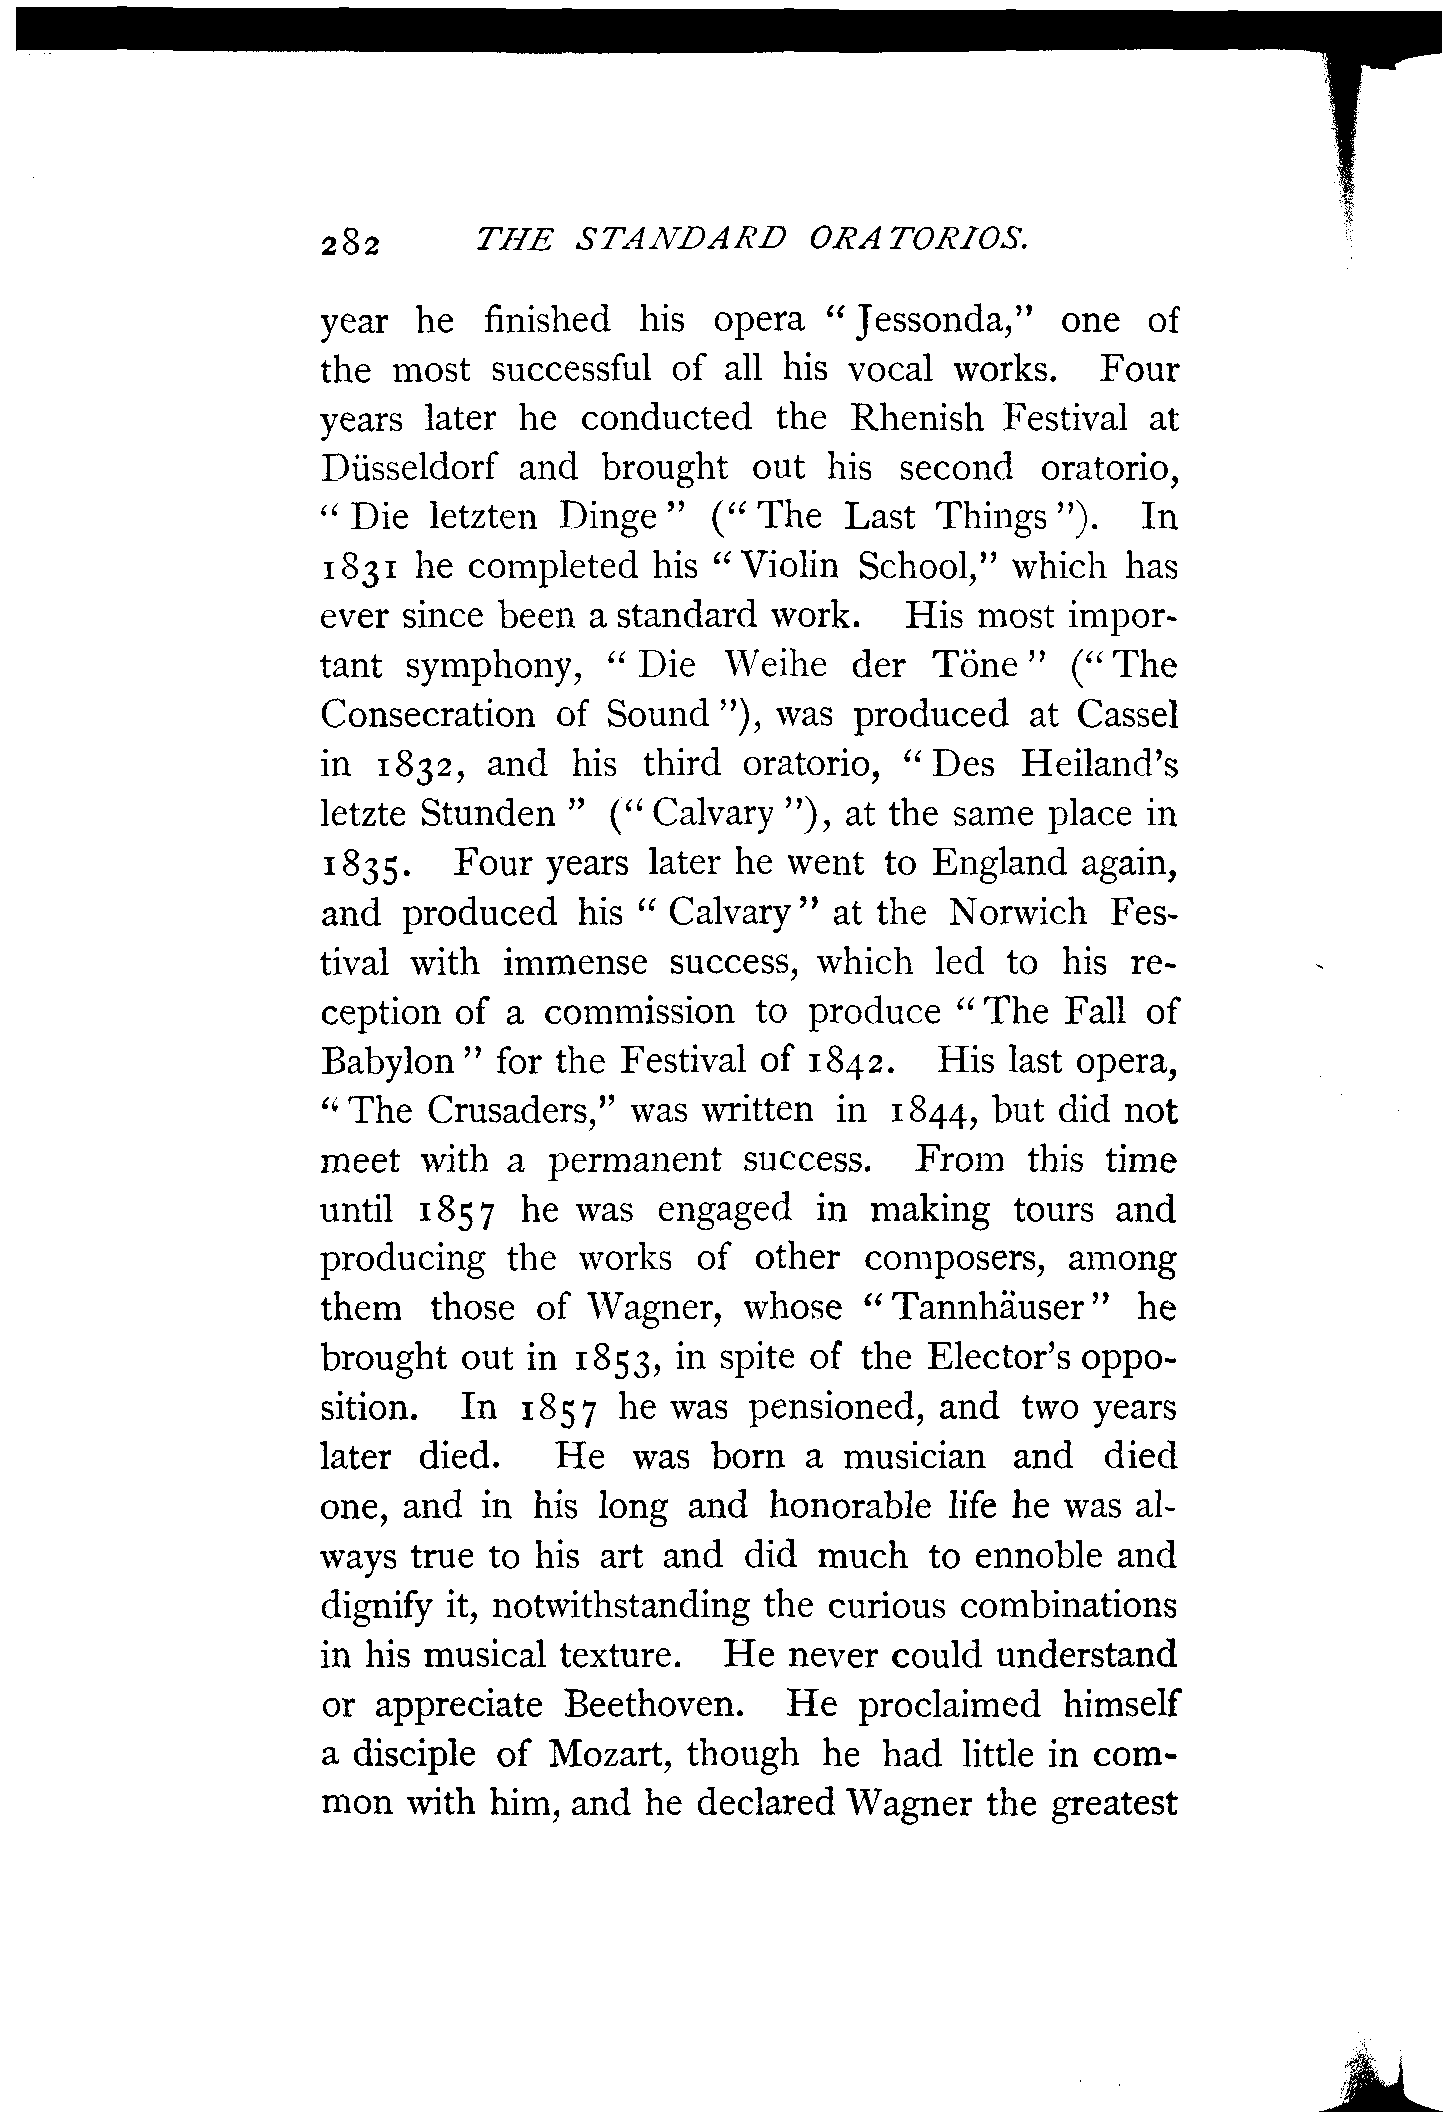 282 THE STANDARD ORATORIOS.
year he finished his opera “Jessonda,” one of
the most successful of all his vocal works. Four
years later he conducted the Rhenish Festival at
Düsseldorf and brought out his second oratorio,
“Die letzten Dinge” (“The Last Things”). In
1831 he completed his “Violin School,” which has
ever since been a standard work. His most impor-
tant symphony, “Die Weihe der Töne” (“The
Consecration of Sound”), was produced at Cassel
in 1832, and his third oratorio, “Des Heiland's
letzte Stunden” (“Calvary”), at the same place in
1835. Four years later he went to England again,
and produced his “Calvary” at the Norwich Fes-
tival with immense success, which led to his re-
ception of a commission to produce “The Fall of
Babylon” for the Festival of 1842. His last opera,
“The Crusaders,” was written in 1844, but did not
meet with a permanent success. From this time
until 1857 he was engaged in making tours and
producing the works of other composers, among
them those of Wagner, whose “Tannhäuser” he
brought out in 1853, in spite of the Elector's oppo-
sition. In 1857 he was pensioned, and two years
later died. He was born a musician and died
one, and in his long and honorable life he was al-
ways true to his art and did much to ennoble and
dignify it, notwithstanding the curious combinations
in his musical texture. He never could understand
or appreciate Beethoven. He proclaimed himself
a disciple of Mozart, though he had little in com-
mon with him, and he declared Wagner the greatest